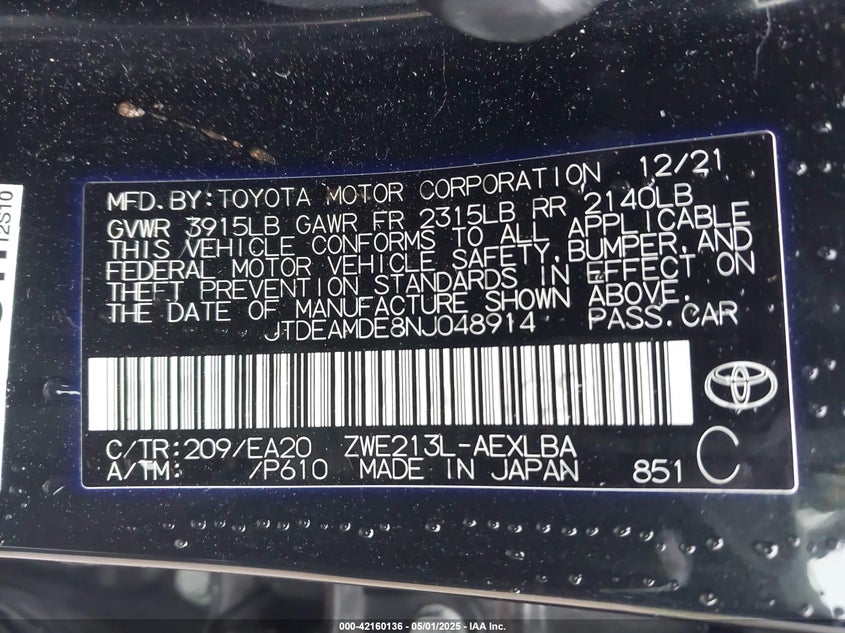 MFD. BY: TOYOTA MOTOR CORPORATION 12/21
GVWR 3915LB GAWR FR 2315LB RR 2140LB
THIS VEHICLE CONFORMS TO ALL APPLICABLE
FEDERAL MOTOR VEHICLE SAFETY, BUMPER, AND
THEFT PREVENTION STANDARDS IN EFFECT ON
THE DATE OF MANUFACTURE SHOWN ABOVE.
JTDEAMDE8NJ048914 PASS. CAR
C/TR: 209/EA20 ZWE213L-AEXLBA
A/TM: /P610 MADE IN JAPAN 851 C
12S10
000-42160136 - 05/01/2025 - IAA Inc.